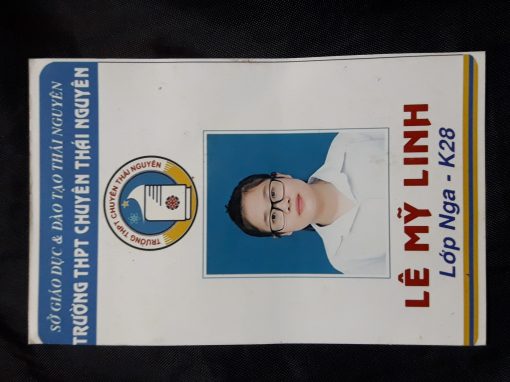 SỞ GIÁO DỤC & ĐÀO TẠO THÁI NGUYÊN
TRƯỜNG THPT CHUYÊN THÁI NGUYÊN
TRƯỜNG THPT CHUYÊN THÁI NGUYÊN
LÊ MỸ LINH
Lớp Nga - K28